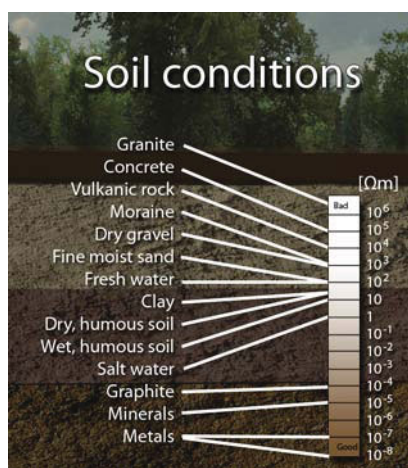 Soil conditions
Granite
Concrete
Vulkanic rock
Moraine
Dry gravel
Fine moist sand
Fresh water
Clay
Dry, humous soil
Wet, humous soil
Salt water
Graphite
Minerals
Metals
[Ωm]
Bad
10⁶
10⁵
10⁴
10³
10²
10
1
10⁻¹
10⁻²
10⁻³
10⁻⁴
10⁻⁵
10⁻⁶
10⁻⁷
Good
10⁻⁸